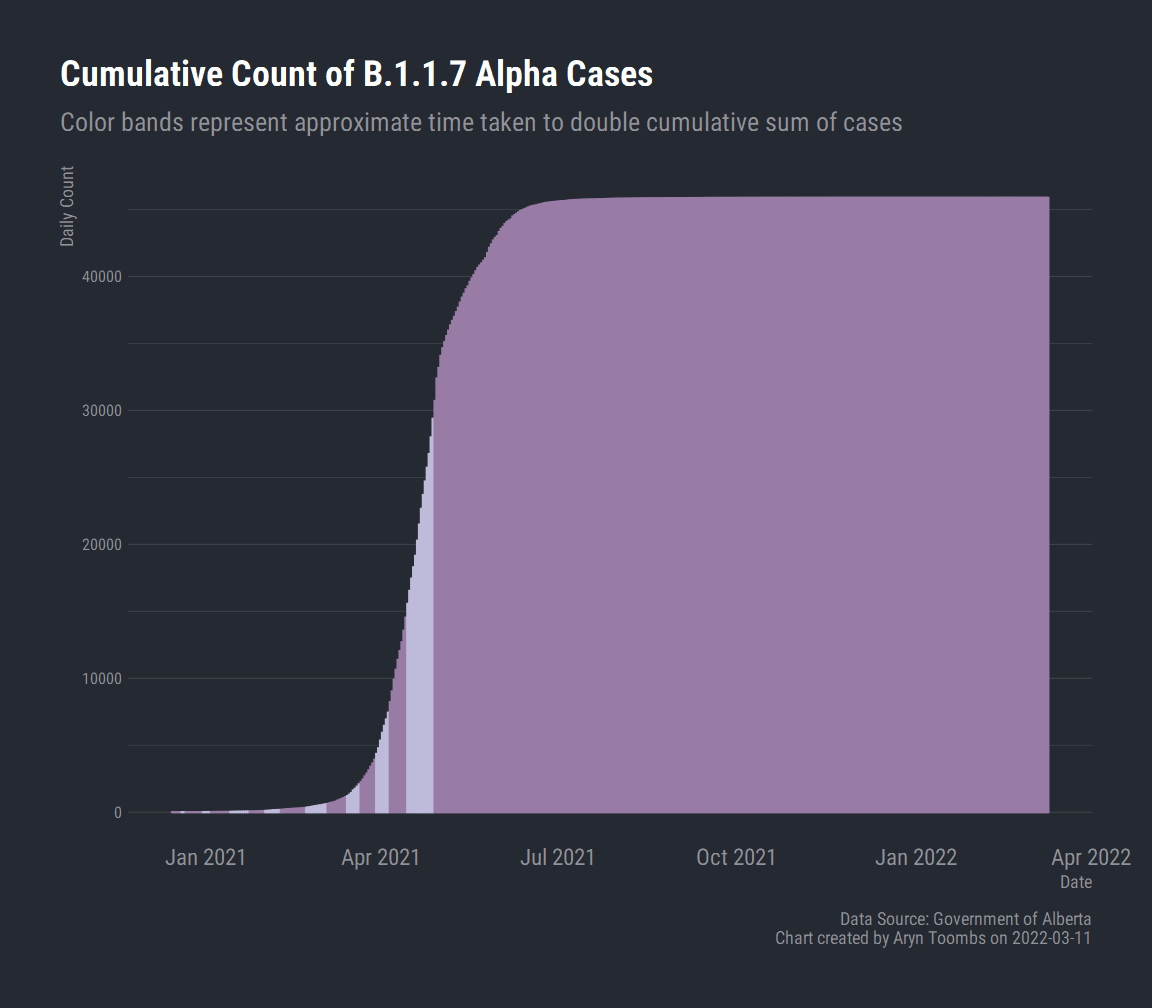 Cumulative Count of B.1.1.7 Alpha Cases
Color bands represent approximate time taken to double cumulative sum of cases
Daily Count
40000
30000
20000
10000
0
Jan 2021 Apr 2021 Jul 2021 Oct 2021 Jan 2022 Apr 2022
Date
Data Source: Government of Alberta
Chart created by Aryn Toombs on 2022-03-11